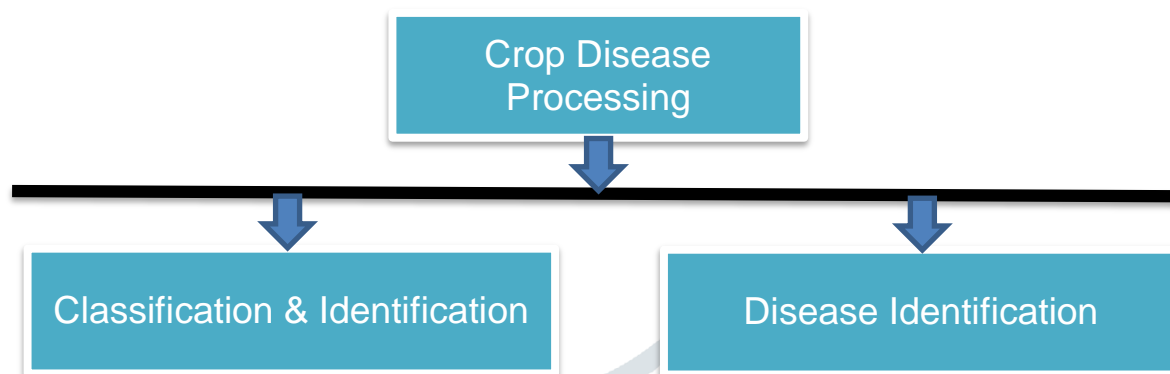 Crop Disease
Processing
Classification & Identification
Disease Identification